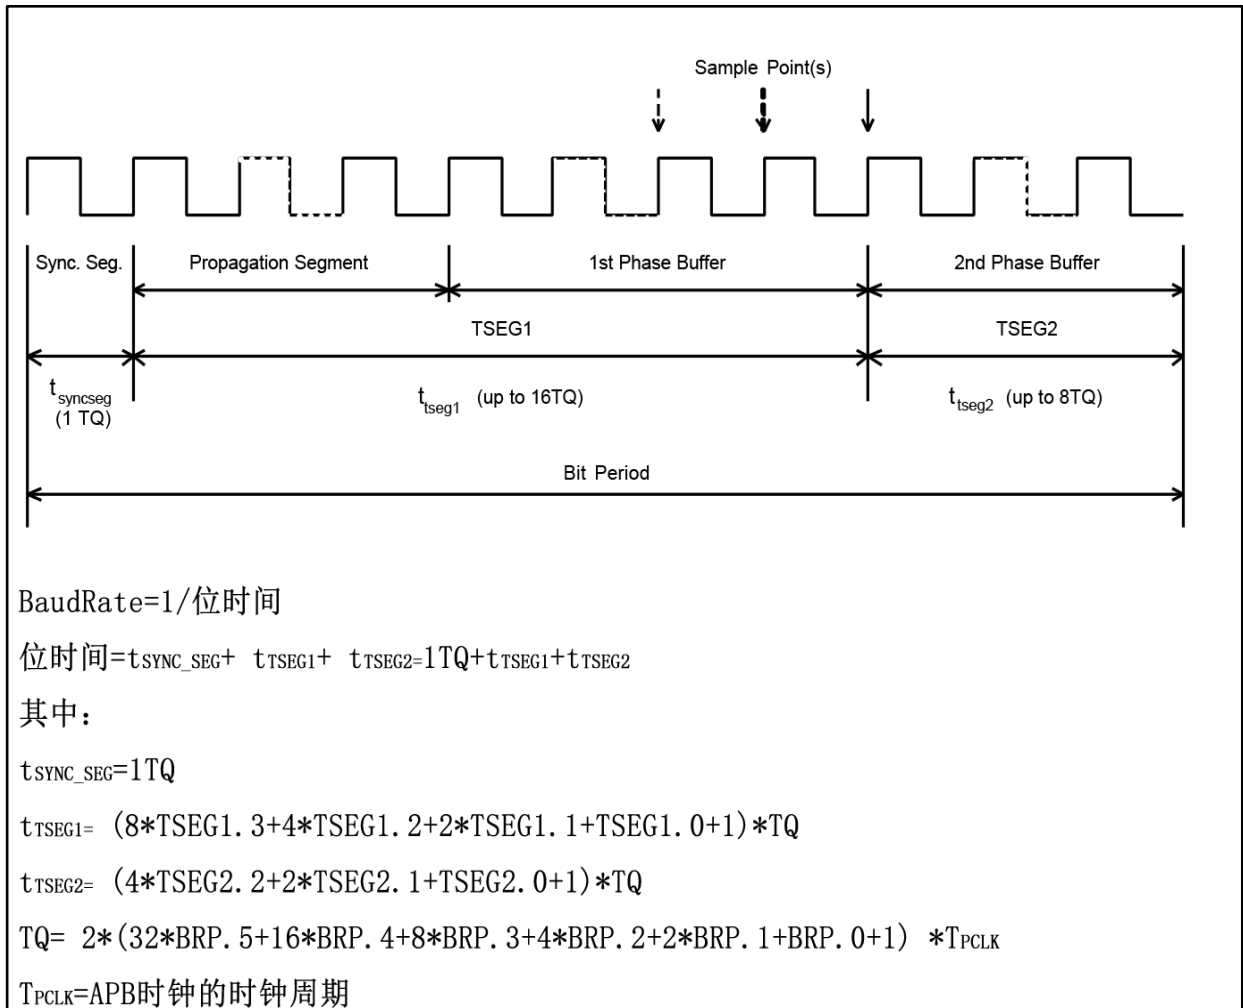 Sample Point(s)
Sync. Seg. Propagation Segment 1st Phase Buffer 2nd Phase Buffer
TSEG1 TSEG2
tsyncseg (1 TQ) ttseg1 (up to 16TQ) ttseg2 (up to 8TQ)
Bit Period
BaudRate=1/位时间
位时间=tSYNC_SEG+ tTSEG1+ tTSEG2=1TQ+tTSEG1+tTSEG2
其中：
tSYNC_SEG=1TQ
tTSEG1= (8*TSEG1.3+4*TSEG1.2+2*TSEG1.1+TSEG1.0+1)*TQ
tTSEG2= (4*TSEG2.2+2*TSEG2.1+TSEG2.0+1)*TQ
TQ= 2*(32*BRP.5+16*BRP.4+8*BRP.3+4*BRP.2+2*BRP.1+BRP.0+1) *TPCLK
TPCLK=APB时钟的时钟周期